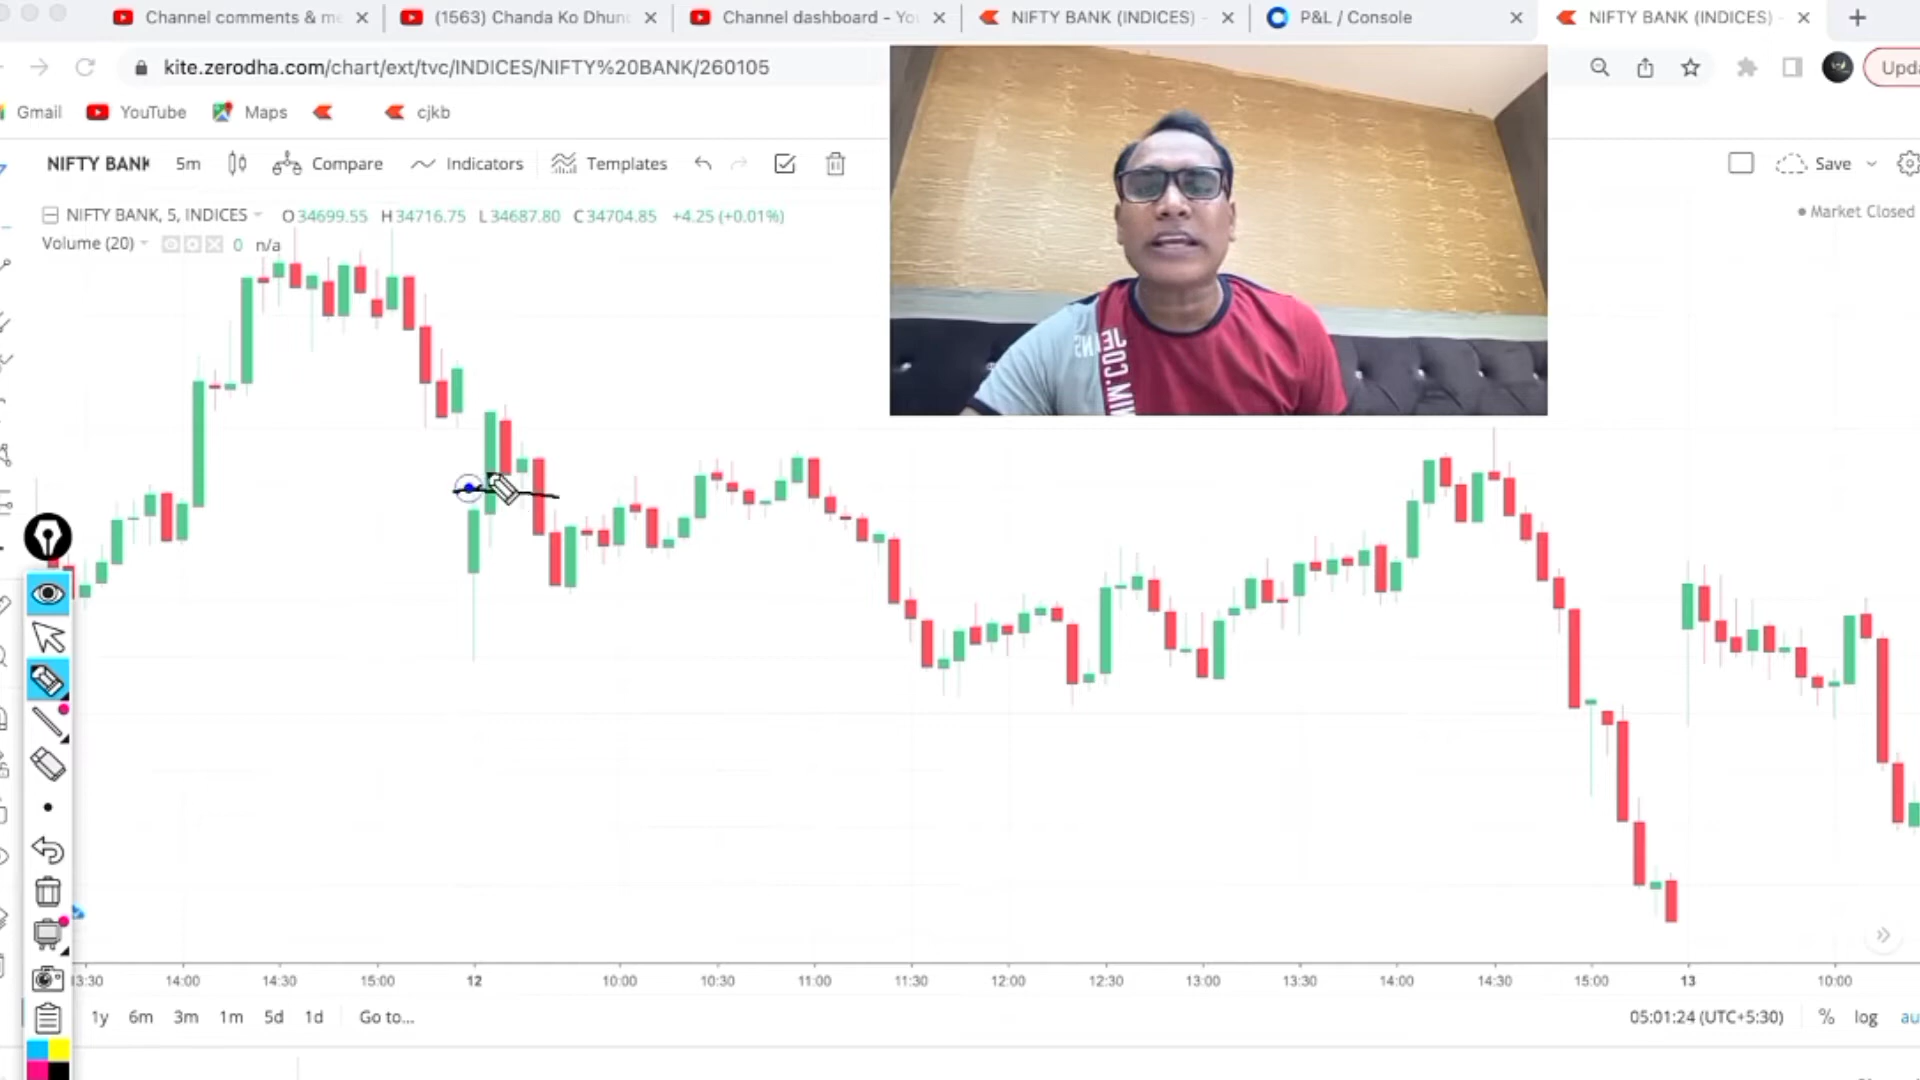 Channel comments & me
(1563) Chanda Ko Dhun
Channel dashboard - You
NIFTY BANK (INDICES) -
P&L / Console
NIFTY BANK (INDICES) -
kite.zerodha.com/chart/ext/tvc/INDICES/NIFTY%20BANK/260105
Upda
Gmail
YouTube
Maps
cjkb
NIFTY BANK
5m
Compare
Indicators
Templates
Save
NIFTY BANK, 5, INDICES
O34699.55 H34716.75 L34687.80 C34704.85 +4.25 (+0.01%)
Market Closed
Volume (20)
0 n/a
13:30 14:00 14:30 15:00 12 10:00 10:30 11:00 11:30 12:00 12:30 13:00 13:30 14:00 14:30 15:00 13 10:00
1y 6m 3m 1m 5d 1d Go to...
05:01:24 (UTC+5:30) % log au